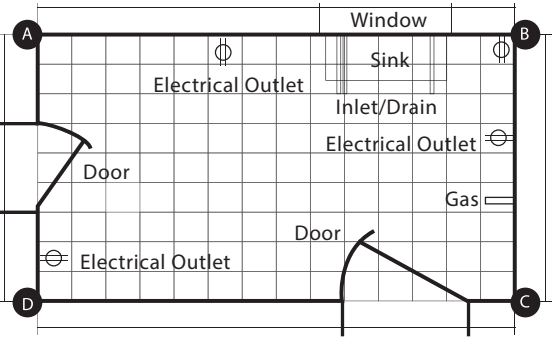 Window
A
B
Sink
Electrical Outlet
Inlet/Drain
Electrical Outlet
Door
Gas
Door
Electrical Outlet
D
C